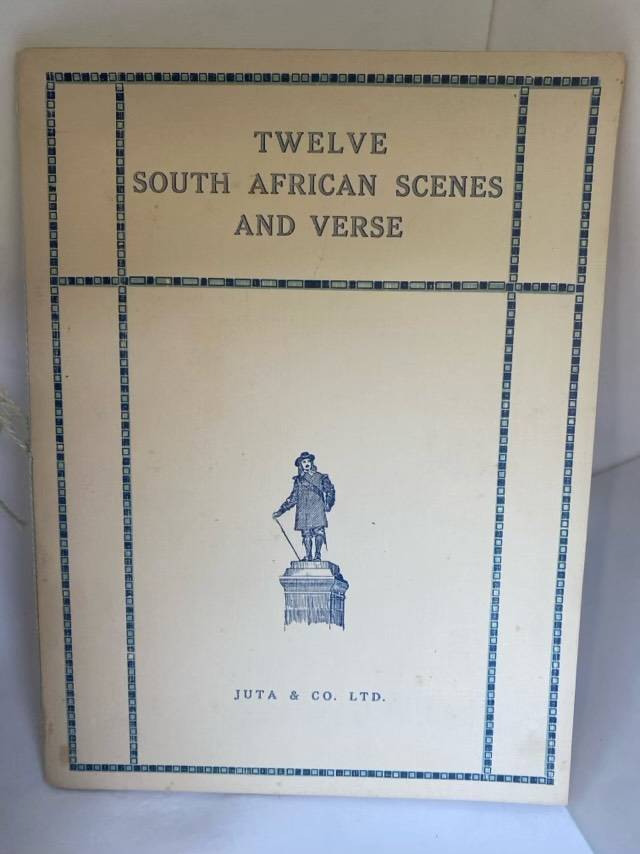 TWELVE
SOUTH AFRICAN SCENES
AND VERSE
JUTA & CO. LTD.